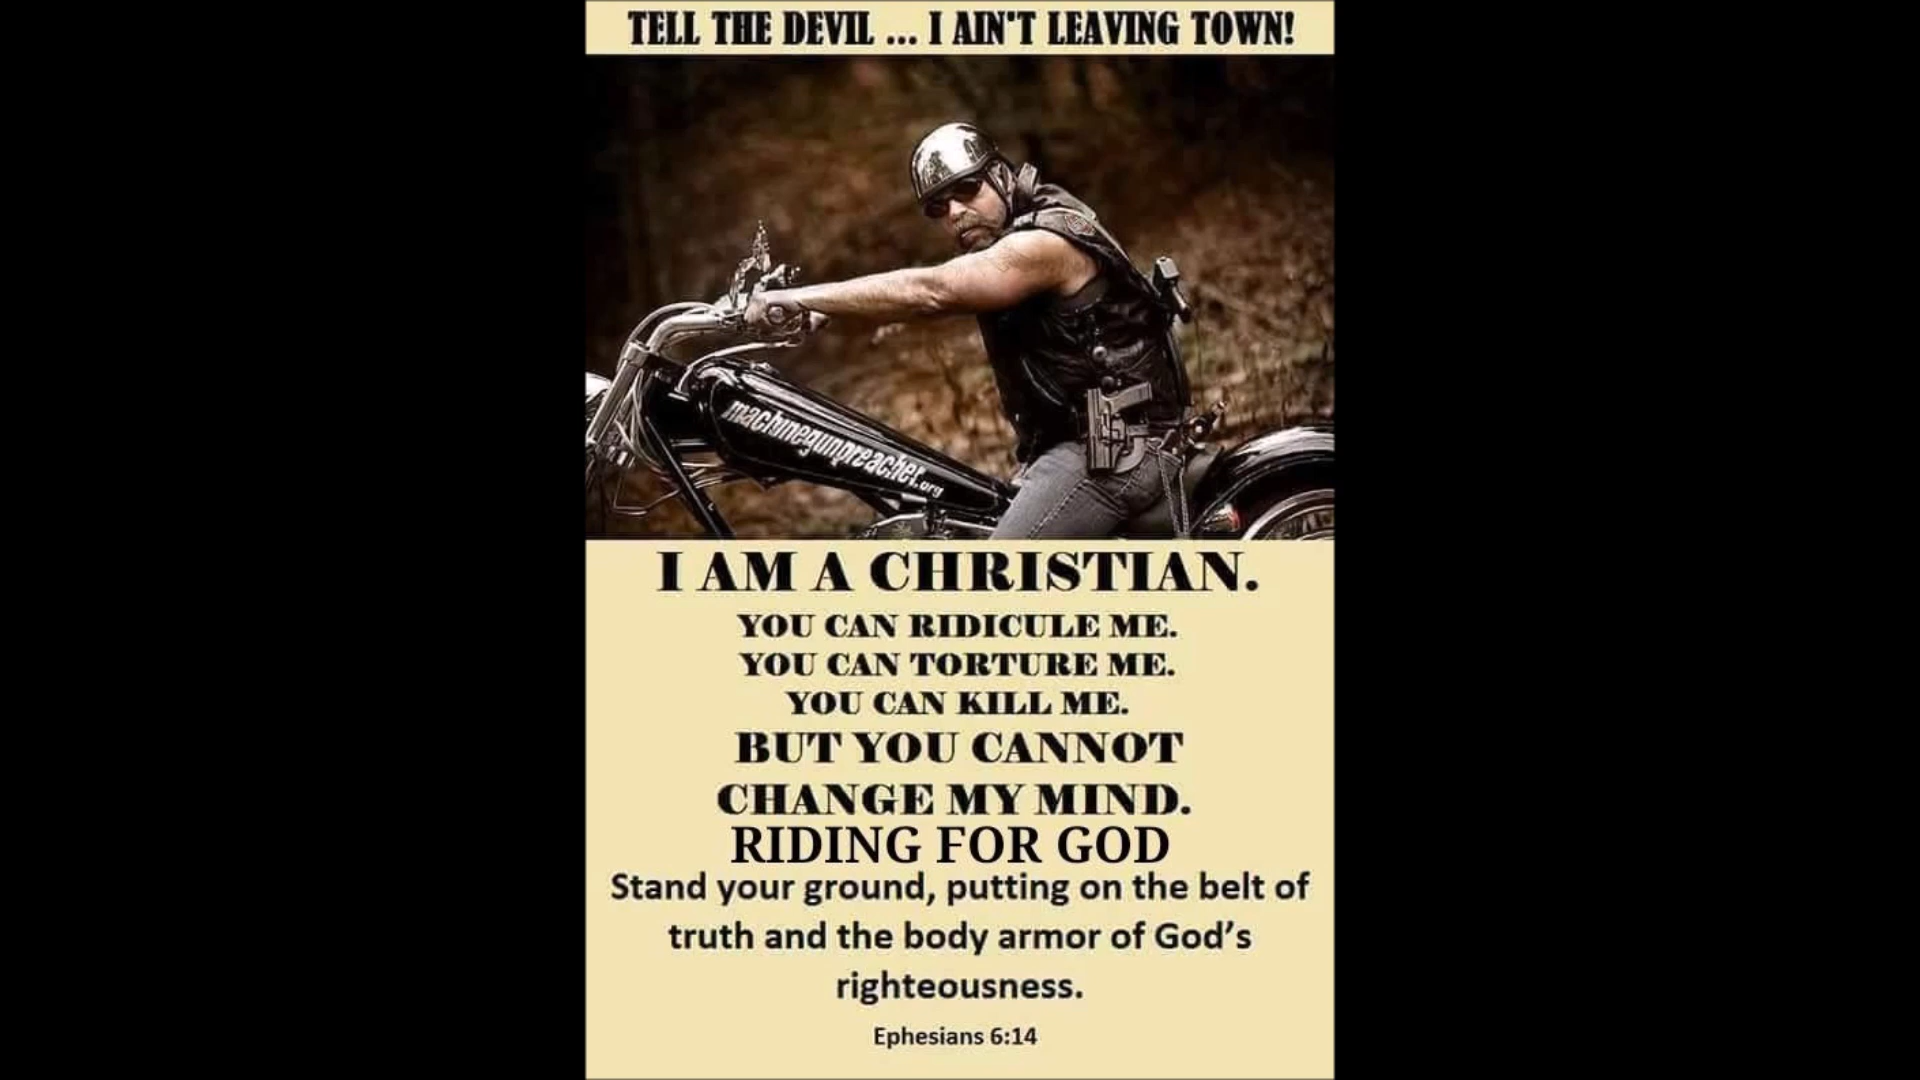 TELL THE DEVIL ... I AIN'T LEAVING TOWN!
machinegunpreacher.org
I AM A CHRISTIAN.
YOU CAN RIDICULE ME.
YOU CAN TORTURE ME.
YOU CAN KILL ME.
BUT YOU CANNOT
CHANGE MY MIND.
RIDING FOR GOD
Stand your ground, putting on the belt of
truth and the body armor of God’s
righteousness.
Ephesians 6:14